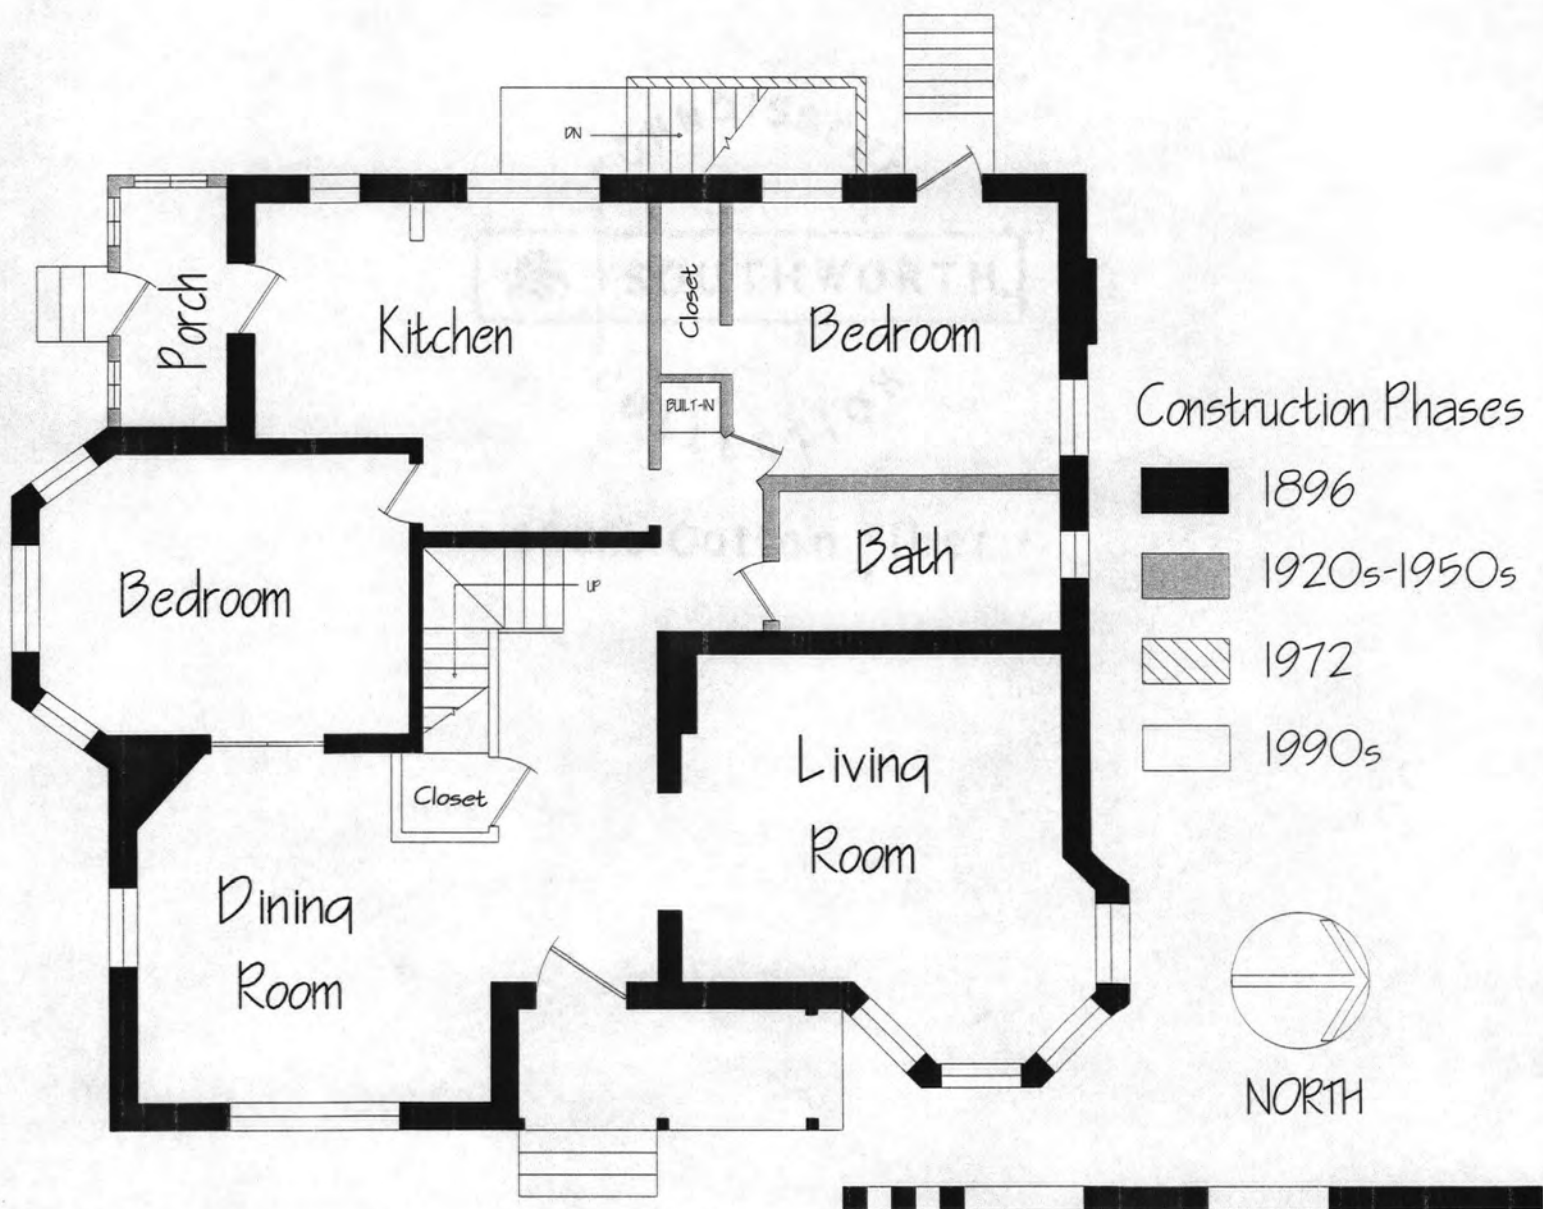 DN
Porch
Kitchen
Closet
Bedroom
BUILT-IN
Construction Phases
1896
1920s-1950s
1972
1990s
Bedroom
UP
Bath
Living
Room
Closet
Dining
Room
NORTH